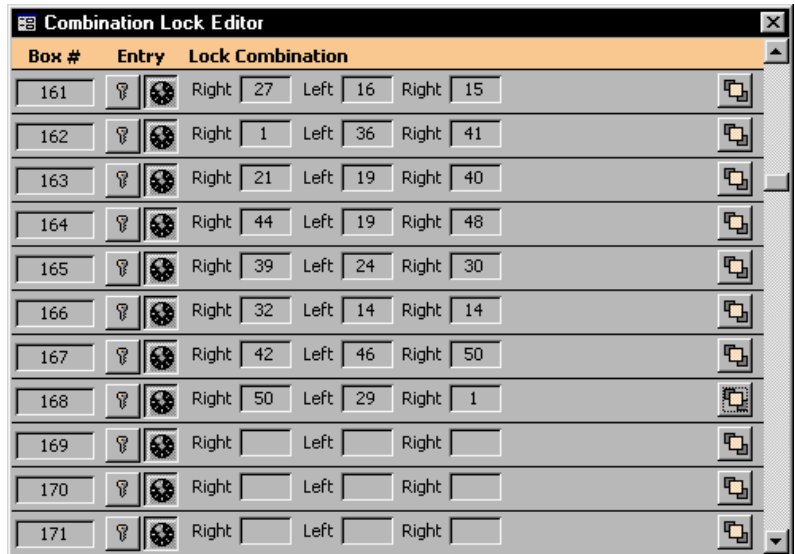 Combination Lock Editor
Box # Entry Lock Combination
161 Right 27 Left 16 Right 15
162 Right 1 Left 36 Right 41
163 Right 21 Left 19 Right 40
164 Right 44 Left 19 Right 48
165 Right 39 Left 24 Right 30
166 Right 32 Left 14 Right 14
167 Right 42 Left 46 Right 50
168 Right 50 Left 29 Right 1
169 Right Left Right
170 Right Left Right
171 Right Left Right